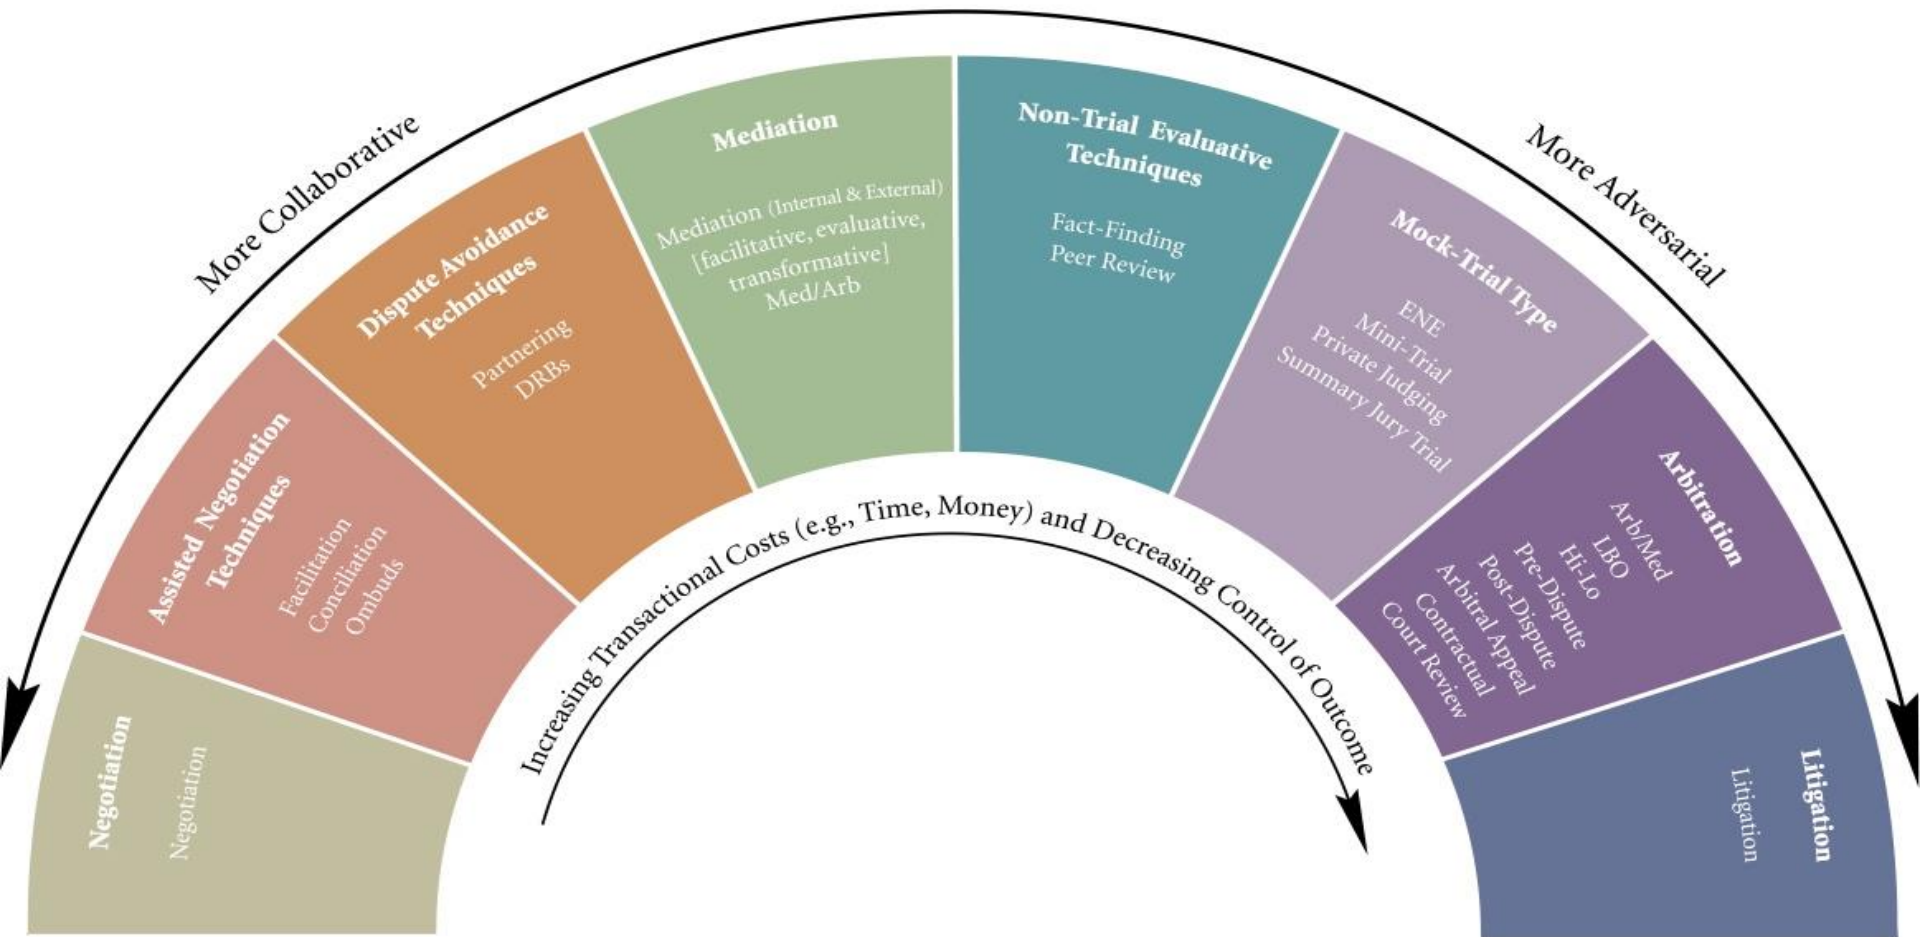 More Collaborative
More Adversarial
Negotiation
Negotiation
Assisted Negotiation
Techniques
Facilitation
Conciliation
Ombuds
Dispute Avoidance
Techniques
Partnering
DRBs
Mediation
Mediation (Internal & External)
[facilitative, evaluative,
transformative]
Med/Arb
Non-Trial Evaluative
Techniques
Fact-Finding
Peer Review
Mock-Trial Type
ENE
Mini-Trial
Private Judging
Summary Jury Trial
Arbitration
Arb/Med
LBO
Hi-Lo
Pre-Dispute
Post-Dispute
Arbitral Appeal
Contractual
Court Review
Litigation
Litigation
Increasing Transactional Costs (e.g., Time, Money) and Decreasing Control of Outcome